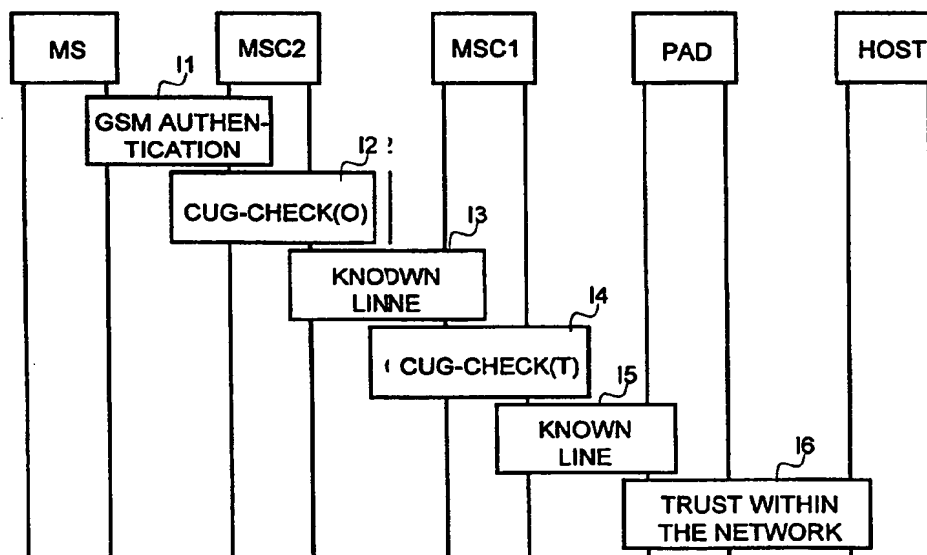 MS MSC2 MSC1 PAD HOST
I1
GSM AUTHEN-
TICATION
I2
CUG-CHECK(O)
I3
KNODWN
LINNE
I4
CUG-CHECK(T)
I5
KNOWN
LINE
I6
TRUST WITHIN
THE NETWORK